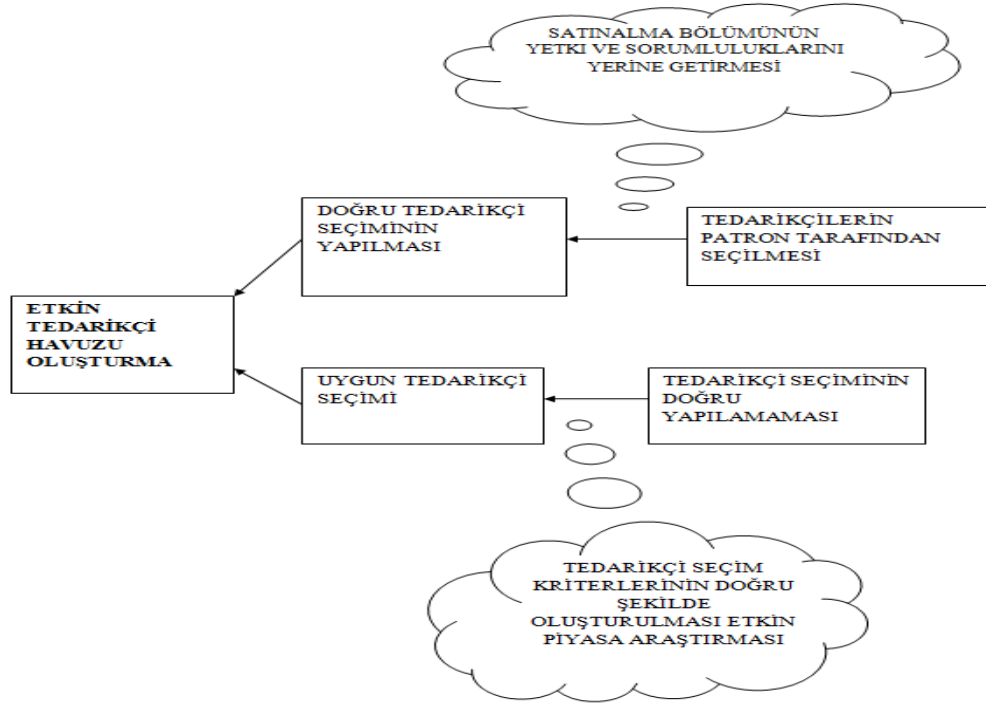 SATINALMA BÖLÜMÜNÜN
YETKI VE SORUMLULUKLARINI
YERİNE GETİRMESİ
DOĞRU TEDARİKÇİ
SEÇİMİNİN
YAPILMASI
TEDARİKÇİLERİN
PATRON TARAFINDAN
SEÇİLMESİ
ETKİN
TEDARİKÇİ
HAVUZU
OLUŞTURMA
UYGUN TEDARİKÇİ
SEÇİMİ
TEDARİKÇİ SEÇİMİNİN
DOĞRU
YAPILAMAMASI
TEDARİKÇİ SEÇİM
KRİTERLERİNİN DOĞRU
ŞEKİLDE
OLUŞTURULMASI ETKİN
PİYASA ARAŞTIRMASI